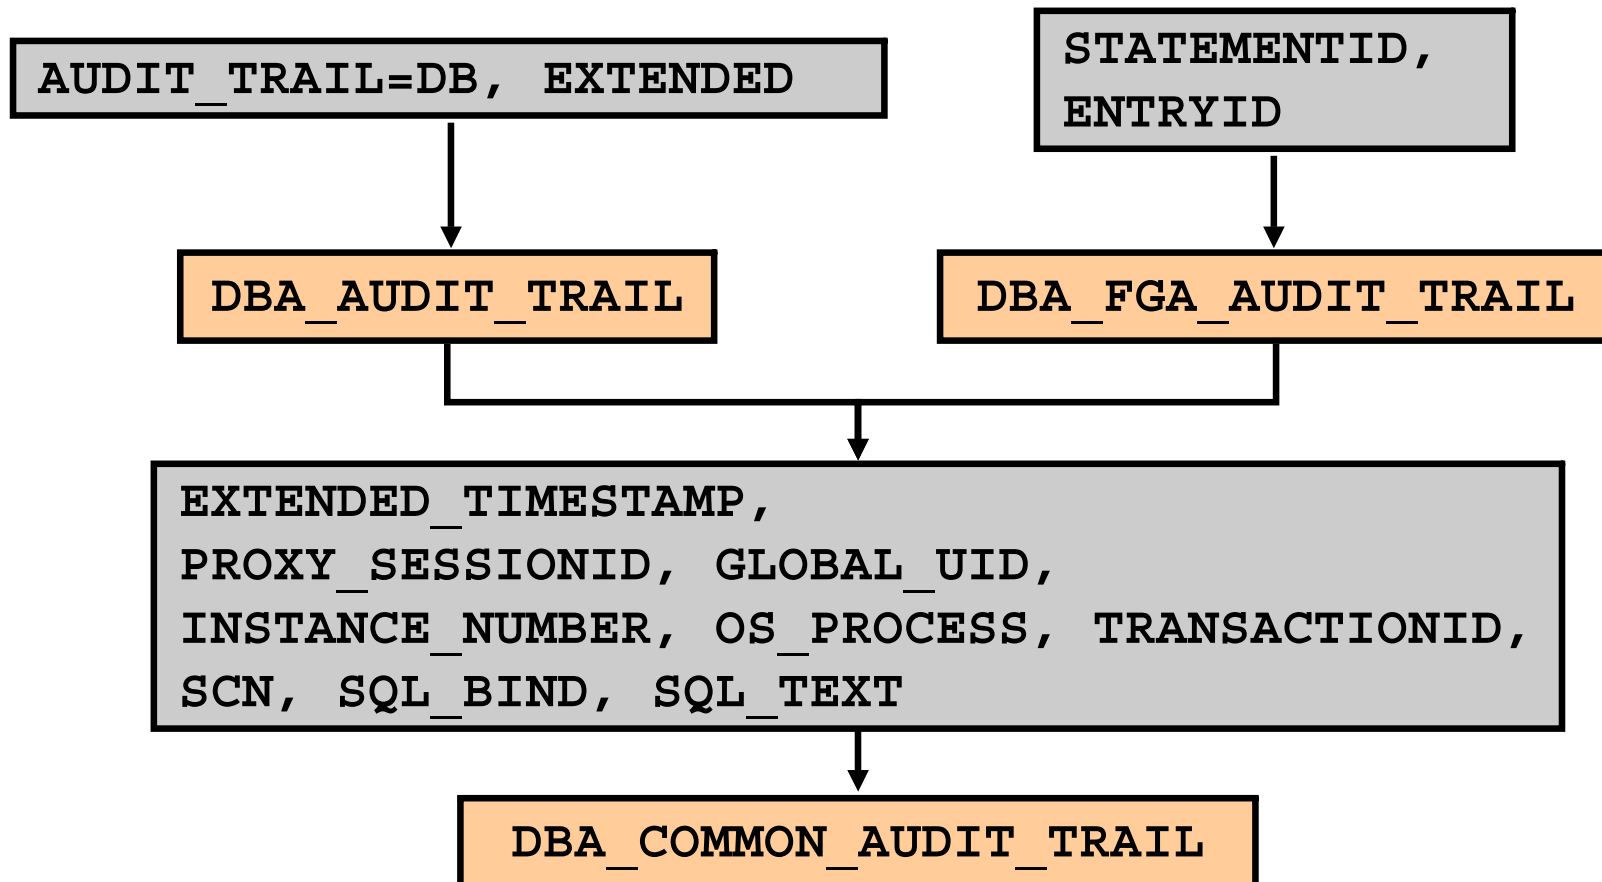 AUDIT_TRAIL=DB, EXTENDED
STATEMENTID,
ENTRYID
DBA_AUDIT_TRAIL
DBA_FGA_AUDIT_TRAIL
EXTENDED_TIMESTAMP,
PROXY_SESSIONID, GLOBAL_UID,
INSTANCE_NUMBER, OS_PROCESS, TRANSACTIONID,
SCN, SQL_BIND, SQL_TEXT
DBA_COMMON_AUDIT_TRAIL